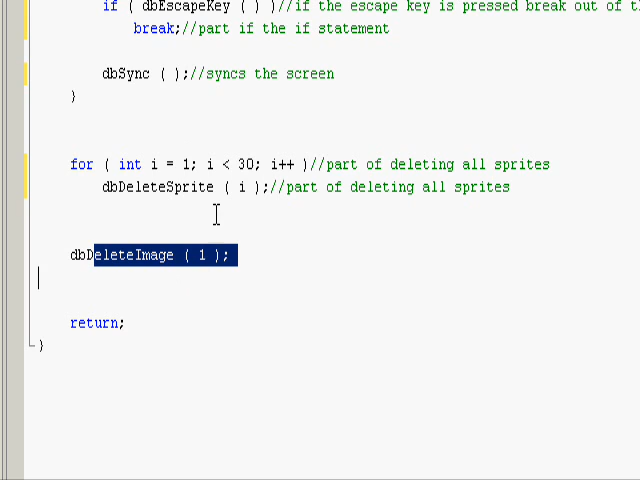 if ( dbEscapeKey ( ) )//if the escape key is pressed break out of
break;//part if the if statement
dbSync ( );//syncs the screen
}
for ( int i = 1; i < 30; i++ )//part of deleting all sprites
dbDeleteSprite ( i );//part of deleting all sprites
dbDeleteImage ( 1 );
return;
}